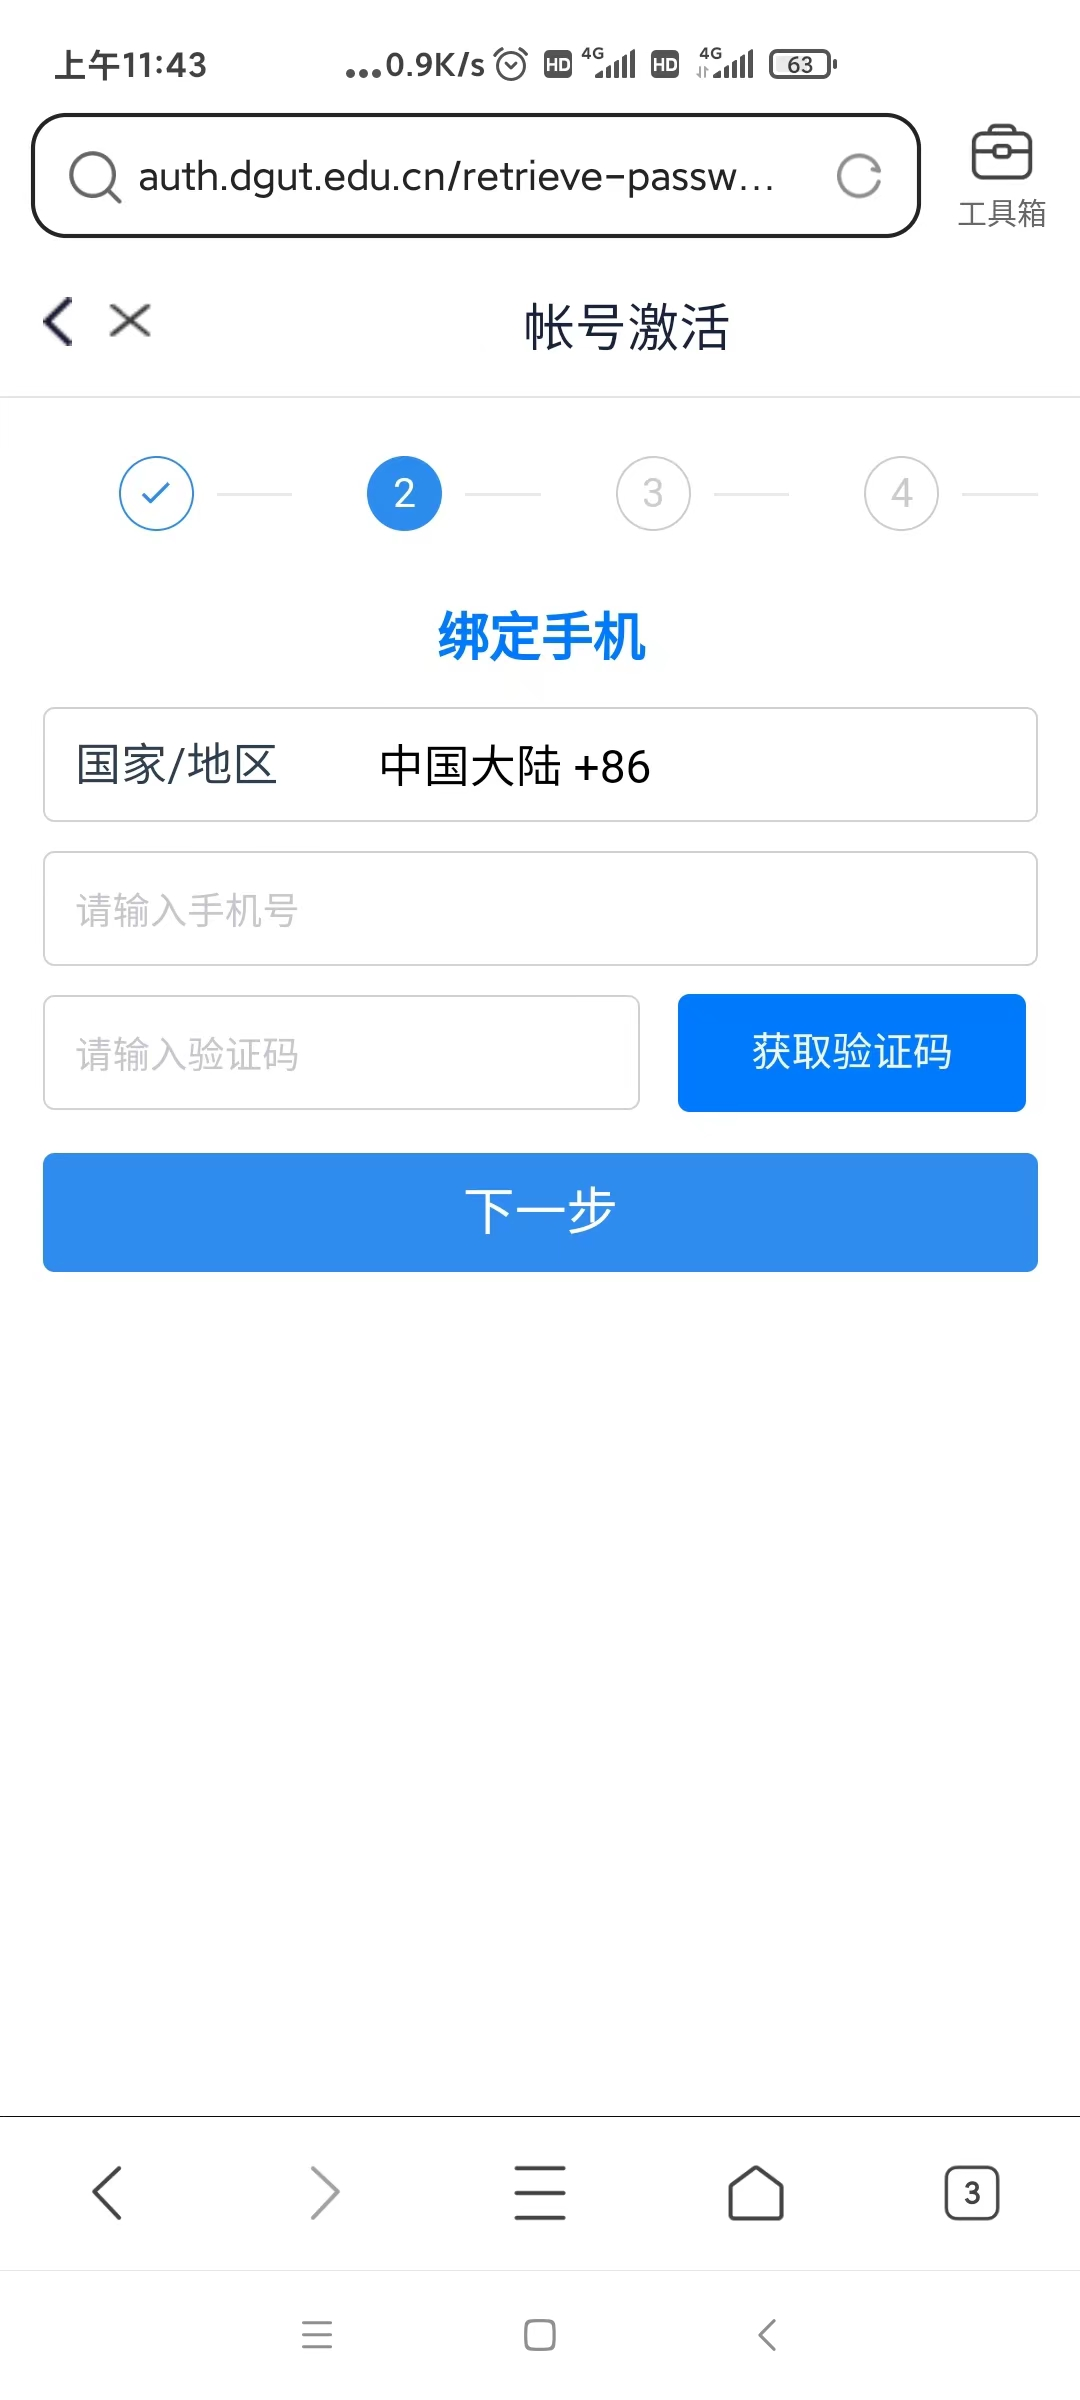 上午11:43
...0.9K/s HD 4G HD 4G 63
auth.dgut.edu.cn/retrieve-passw...
工具箱
帐号激活
2 3 4
绑定手机
国家/地区 中国大陆 +86
请输入手机号
请输入验证码 获取验证码
下一步
3